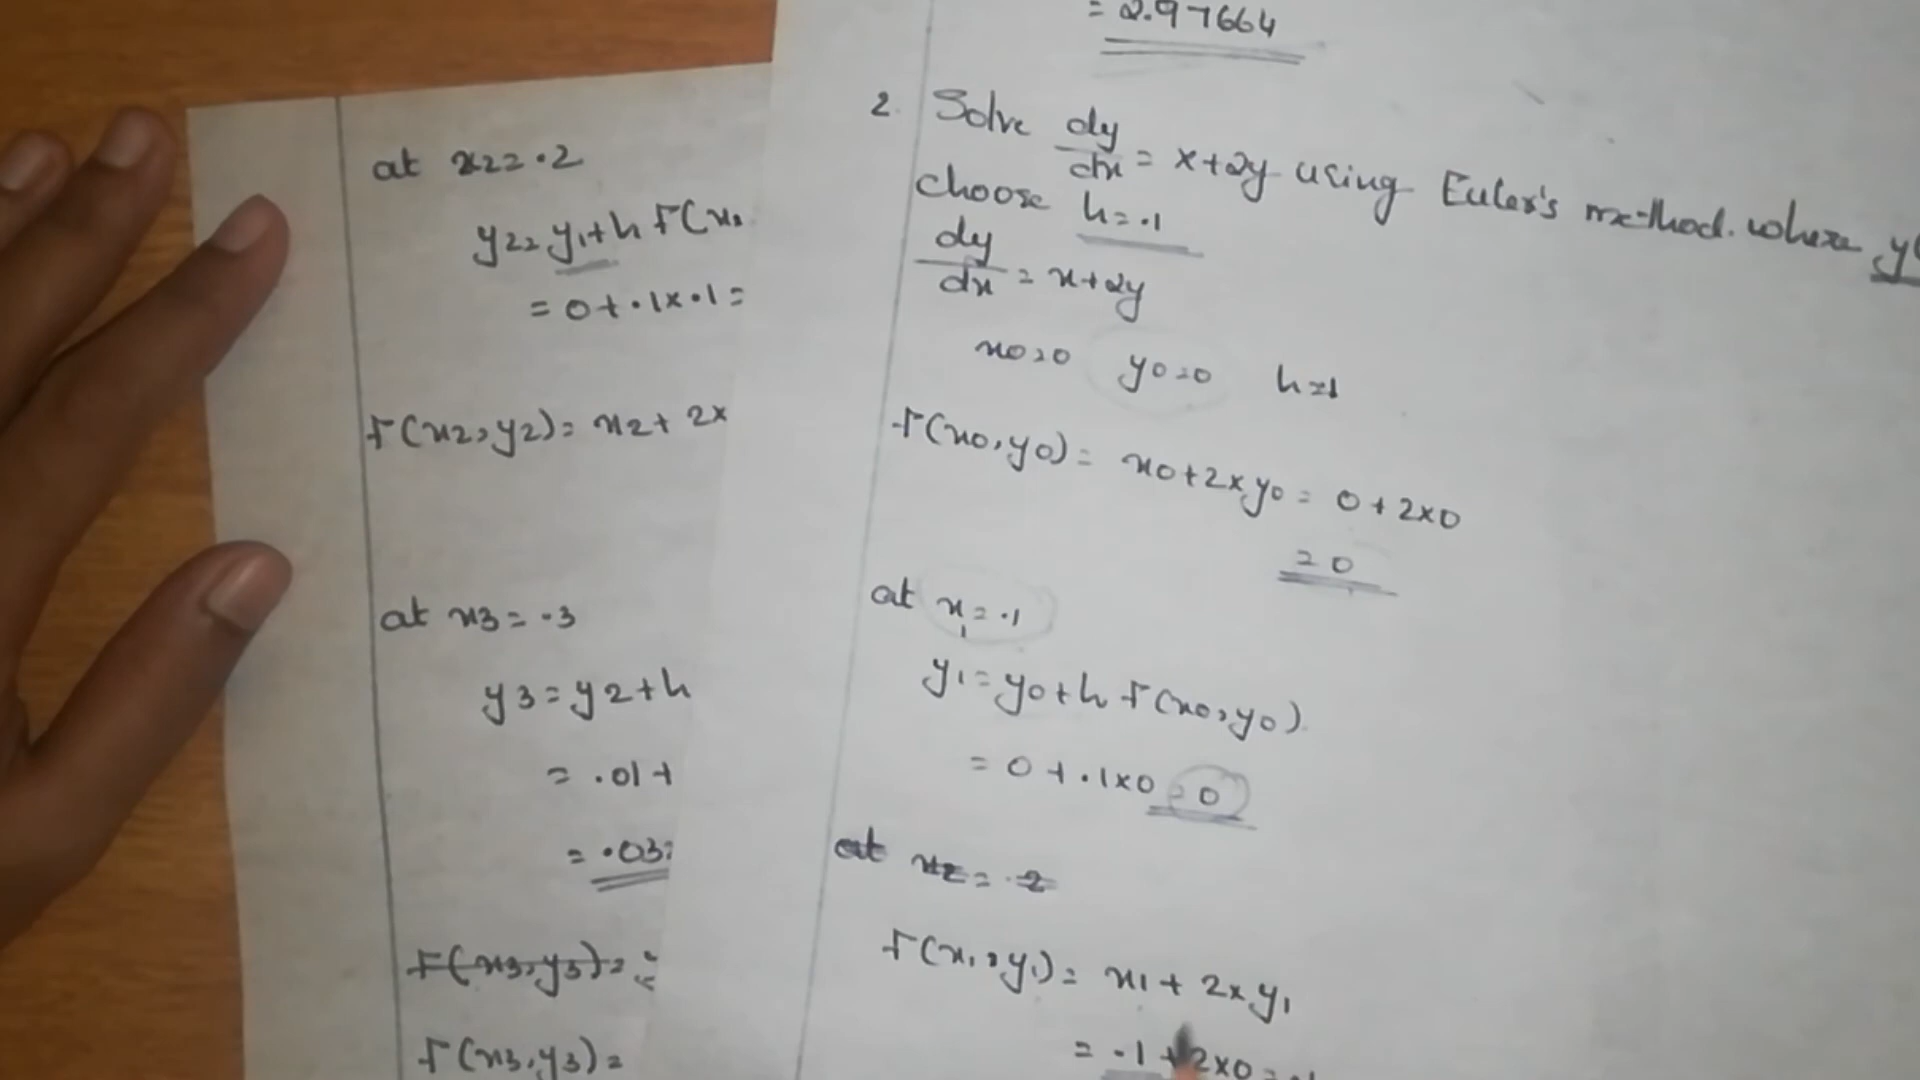 at x2=.2
y2=y1+h f(x
=0+.1x.1=
f(x2,y2)=x2+2x
at x3=.3
y3=y2+h
=.01+
=.03
f(x3,y3)=
f(x3,y3)=
=2.97664
2. Solve dy/dx = x+2y using Euler's method. where y(
choose h=.1
dy/dx = x+2y
x0=0 y0=0 h=.1
f(x0,y0)= x0+2xy0 = 0+2x0
=0
at x1=.1
y1=y0+h f(x0,y0)
=0+.1x0=0
at x2=.2
f(x1,y1)= x1+2xy1
=.1+2x0=.1